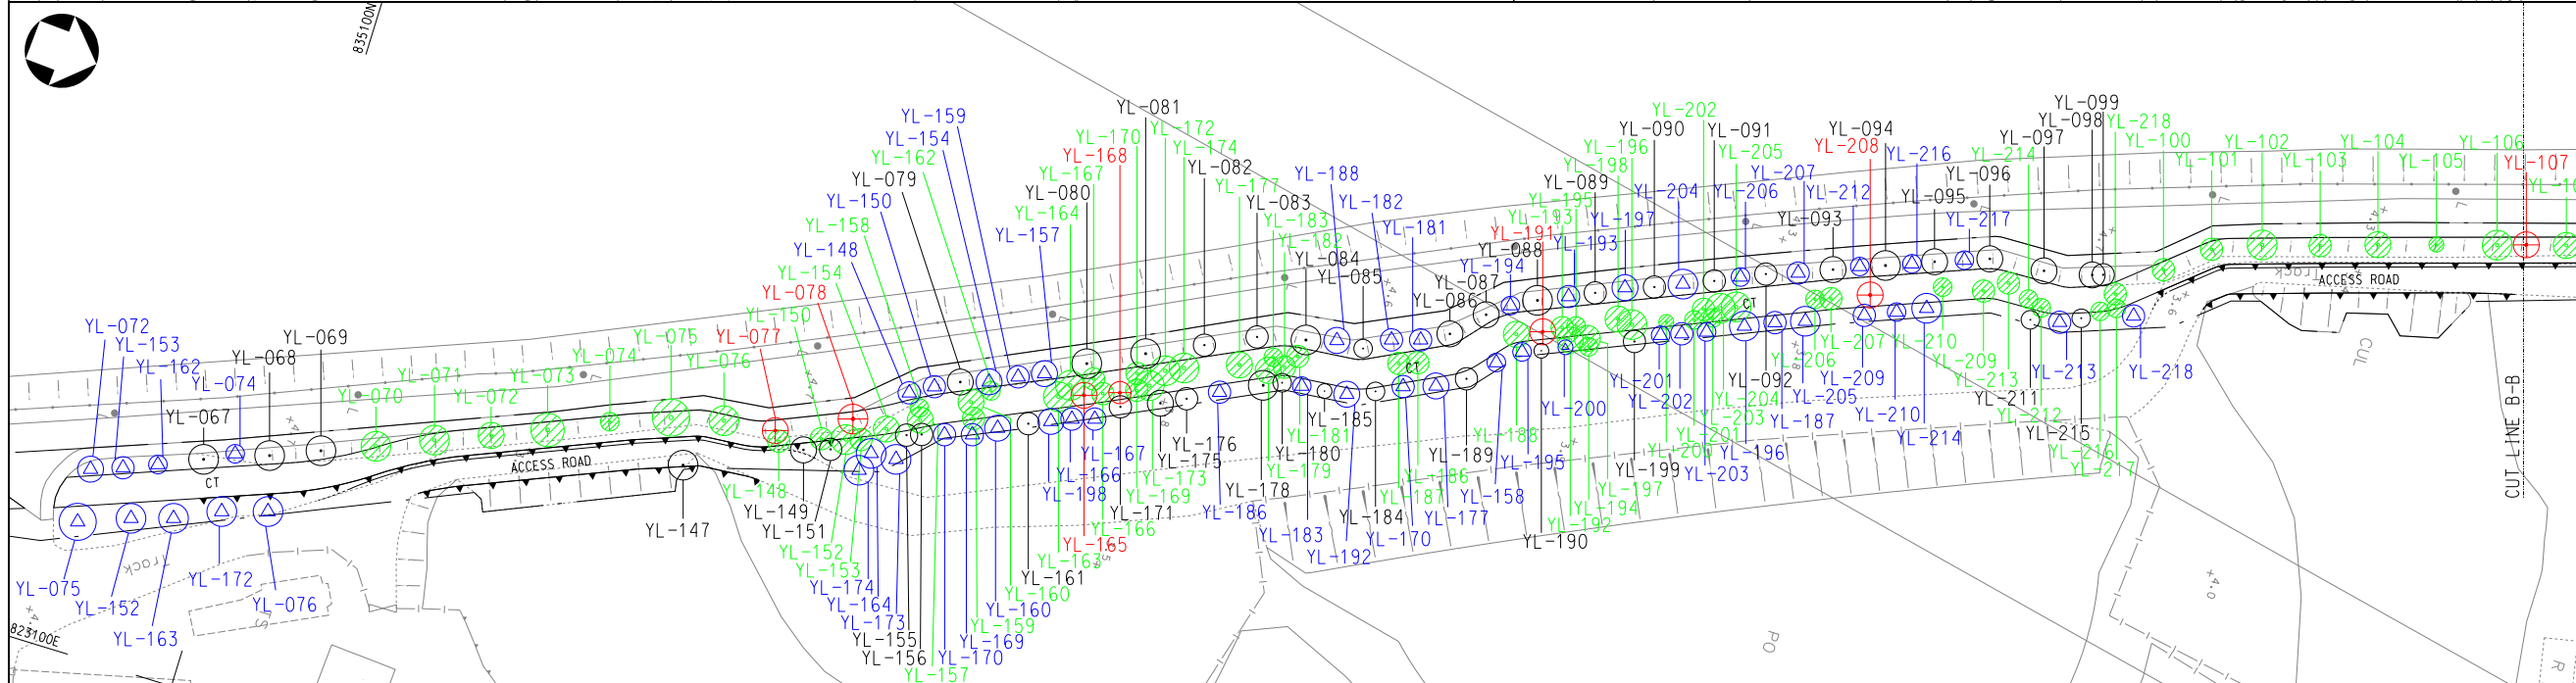 835100N
823100E
YL-072
YL-153
YL-162
YL-074
YL-067
YL-068
YL-069
YL-070
YL-071
YL-072
YL-073
YL-074
YL-075
YL-076
YL-077
YL-078
YL-150
YL-154
YL-148
YL-158
YL-150
YL-079
YL-162
YL-154
YL-159
YL-157
YL-164
YL-080
YL-167
YL-168
YL-170
YL-081
YL-172
YL-174
YL-082
YL-177
YL-083
YL-183
YL-182
YL-084
YL-085
YL-188
YL-182
YL-181
YL-086
YL-087
YL-194
YL-088
YL-191
YL-193
YL-195
YL-089
YL-198
YL-196
YL-193
YL-197
YL-090
YL-202
YL-204
YL-091
YL-205
YL-206
YL-207
YL-093
YL-212
YL-094
YL-208
YL-216
YL-095
YL-096
YL-217
YL-214
YL-097
YL-098
YL-099
YL-218
YL-100
YL-101
YL-102
YL-103
YL-104
YL-105
YL-106
YL-107
CT
ACCESS ROAD
CT
CT
ACCESS ROAD
Track
Track
CUL
PO
R
+4.0
CUT LINE B-B
YL-075
YL-152
YL-163
YL-172
YL-076
YL-147
YL-148
YL-149
YL-151
YL-152
YL-153
YL-174
YL-164
YL-173
YL-155
YL-156
YL-157
YL-170
YL-169
YL-159
YL-160
YL-160
YL-161
YL-163
YL-165
YL-166
YL-198
YL-166
YL-167
YL-171
YL-169
YL-173
YL-175
YL-176
YL-186
YL-178
YL-179
YL-180
YL-181
YL-185
YL-183
YL-192
YL-184
YL-170
YL-187
YL-186
YL-177
YL-189
YL-158
YL-188
YL-195
YL-190
YL-192
YL-194
YL-197
YL-200
YL-199
YL-201
YL-202
YL-203
YL-201
YL-203
YL-204
YL-092
YL-196
YL-187
YL-206
YL-205
YL-209
YL-207
YL-210
YL-210
YL-214
YL-209
YL-213
YL-211
YL-212
YL-215
YL-213
YL-216
YL-217
YL-218